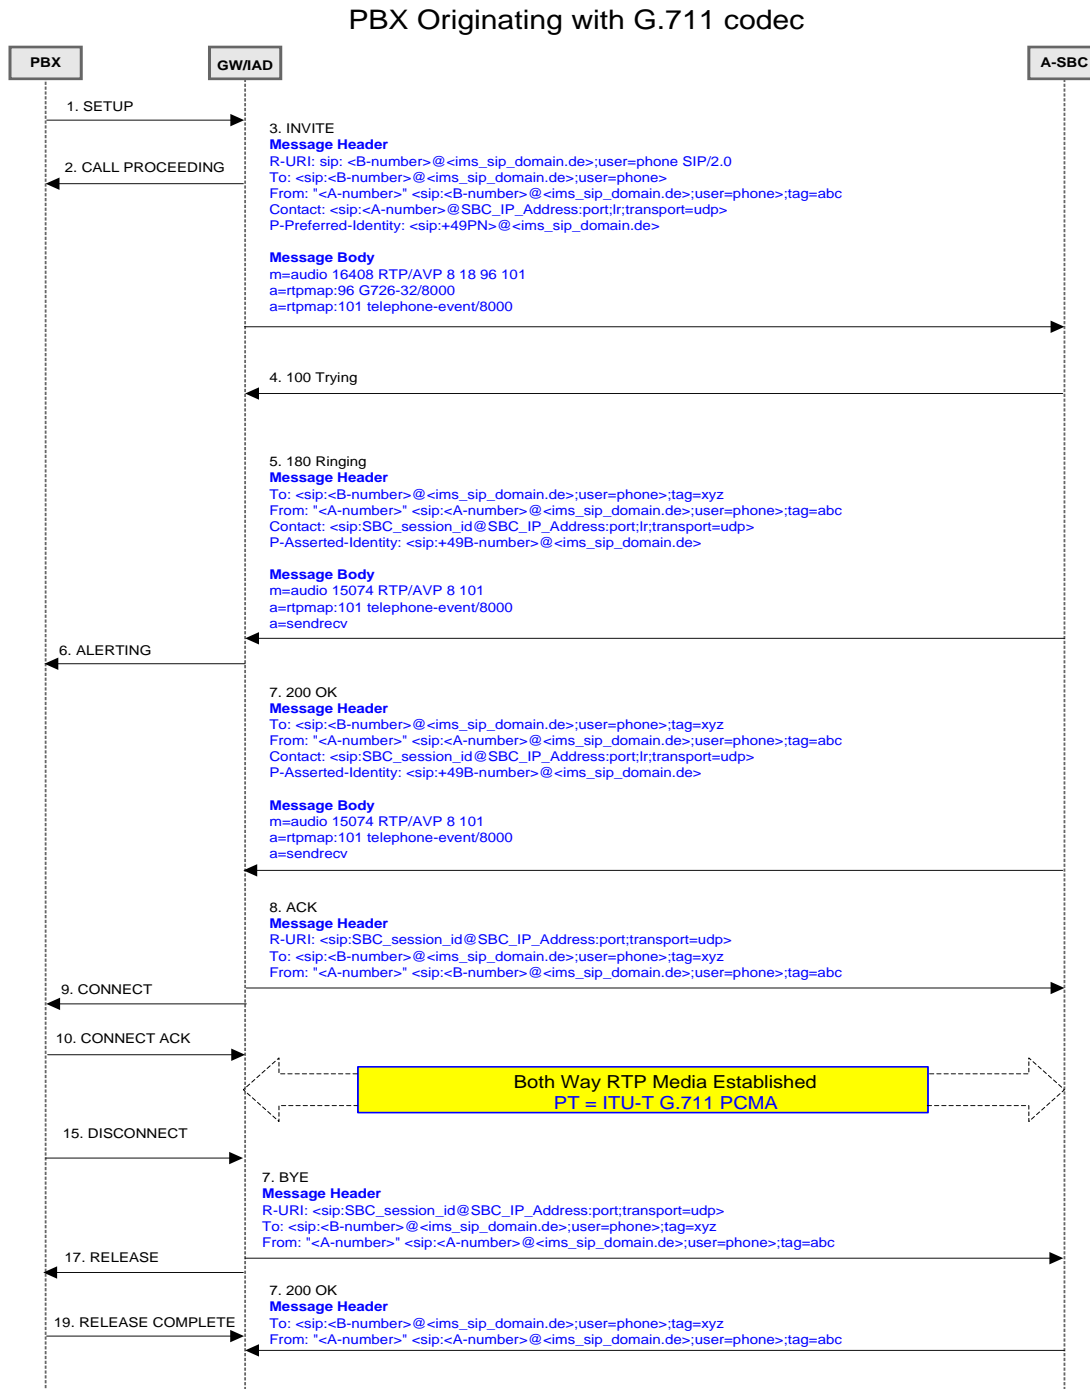 PBX Originating with G.711 codec
PBX
GW/IAD
A-SBC
1. SETUP
3. INVITE
Message Header
R-URI: sip: <B-number>@<ims_sip_domain.de>;user=phone SIP/2.0
2. CALL PROCEEDING
To: <sip:<B-number>@<ims_sip_domain.de>;user=phone>
From: "<A-number>" <sip:<B-number>@<ims_sip_domain.de>;user=phone>;tag=abc
Contact: <sip:<A-number>@SBC_IP_Address:port;lr;transport=udp>
P-Preferred-Identity: <sip:+49PN>@<ims_sip_domain.de>
Message Body
m=audio 16408 RTP/AVP 8 18 96 101
a=rtpmap:96 G726-32/8000
a=rtpmap:101 telephone-event/8000
4. 100 Trying
5. 180 Ringing
Message Header
To: <sip:<B-number>@<ims_sip_domain.de>;user=phone>;tag=xyz
From: "<A-number>" <sip:<A-number>@<ims_sip_domain.de>;user=phone>;tag=abc
Contact: <sip:SBC_session_id@SBC_IP_Address:port;lr;transport=udp>
P-Asserted-Identity: <sip:+49B-number>@<ims_sip_domain.de>
Message Body
m=audio 15074 RTP/AVP 8 101
a=rtpmap:101 telephone-event/8000
a=sendrecv
6. ALERTING
7. 200 OK
Message Header
To: <sip:<B-number>@<ims_sip_domain.de>;user=phone>;tag=xyz
From: "<A-number>" <sip:<A-number>@<ims_sip_domain.de>;user=phone>;tag=abc
Contact: <sip:SBC_session_id@SBC_IP_Address:port;lr;transport=udp>
P-Asserted-Identity: <sip:+49B-number>@<ims_sip_domain.de>
Message Body
m=audio 15074 RTP/AVP 8 101
a=rtpmap:101 telephone-event/8000
a=sendrecv
8. ACK
Message Header
R-URI: <sip:SBC_session_id@SBC_IP_Address:port;transport=udp>
To: <sip:<B-number>@<ims_sip_domain.de>;user=phone>;tag=xyz
From: "<A-number>" <sip:<B-number>@<ims_sip_domain.de>;user=phone>;tag=abc
9. CONNECT
10. CONNECT ACK
Both Way RTP Media Established
PT = ITU-T G.711 PCMA
15. DISCONNECT
7. BYE
Message Header
R-URI: <sip:SBC_session_id@SBC_IP_Address:port;transport=udp>
To: <sip:<B-number>@<ims_sip_domain.de>;user=phone>;tag=xyz
From: "<A-number>" <sip:<A-number>@<ims_sip_domain.de>;user=phone>;tag=abc
17. RELEASE
7. 200 OK
Message Header
19. RELEASE COMPLETE
To: <sip:<B-number>@<ims_sip_domain.de>;user=phone>;tag=xyz
From: "<A-number>" <sip:<A-number>@<ims_sip_domain.de>;user=phone>;tag=abc